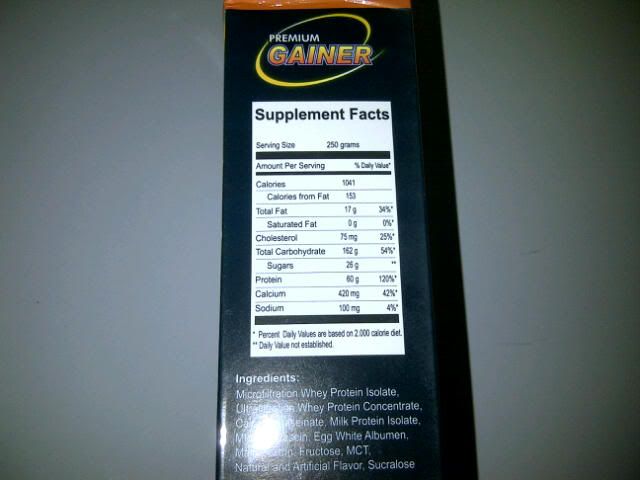 PREMIUM
GAINER
Supplement Facts
Serving Size 250 grams
Amount Per Serving % Daily Value*
Calories 1041
Calories from Fat 153
Total Fat 17 g 34%*
Saturated Fat 0 g 0%*
Cholesterol 75 mg 25%*
Total Carbohydrate 162 g 54%*
Sugars 26 g **
Protein 60 g 120%*
Calcium 420 mg 42%*
Sodium 100 mg 4%*
* Percent Daily Values are based on 2.000 calorie diet.
** Daily Value not established.
Ingredients:
Microfiltration Whey Protein Isolate,
Whey Protein Concentrate,
Milk Protein Isolate,
Egg White Albumen,
Fructose, MCT,
Natural and Artificial Flavor, Sucralose